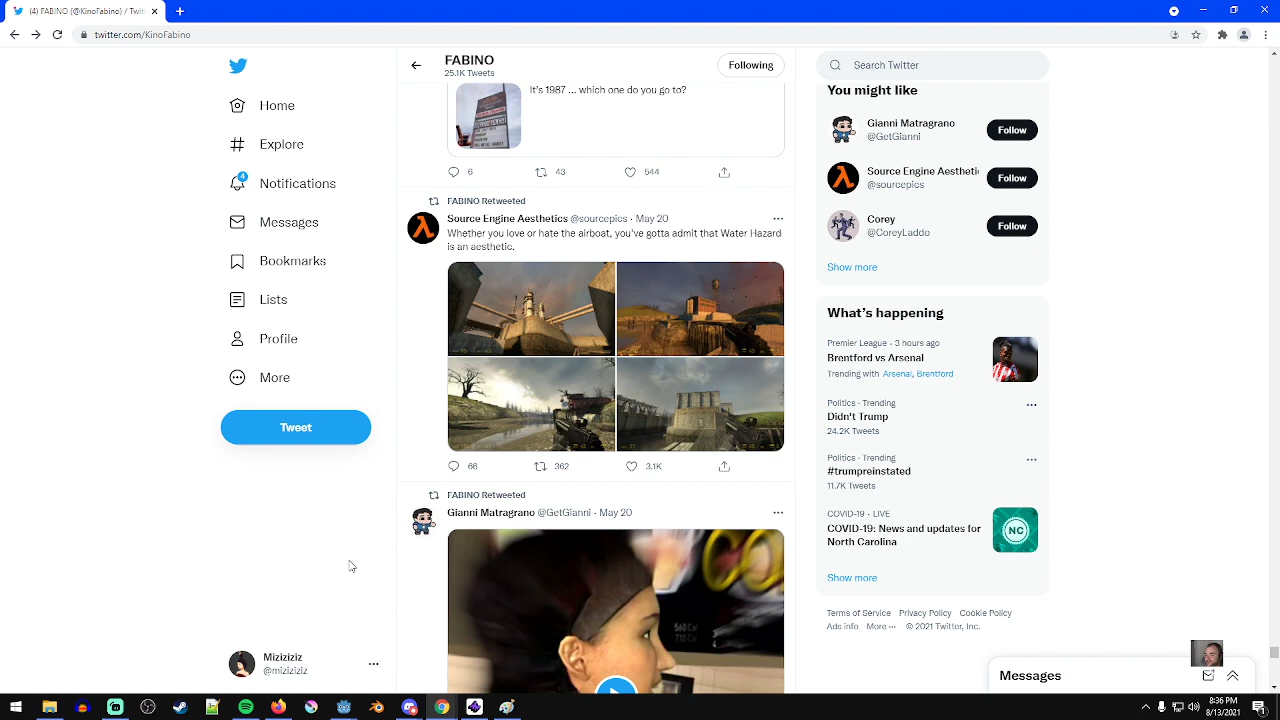 (4) FABINO (@KinoFabino) / Twit
twitter.com/KinoFabino
FABINO
25.1K Tweets
Following
Search Twitter
Home
Explore
4
Notifications
Messages
Bookmarks
Lists
Profile
More
Tweet
Miziziziz
@miziziziz
It's 1987 ... which one do you go to?
6
43
544
FABINO Retweeted
Source Engine Aesthetics @sourcepics · May 20
Whether you love or hate the airboat, you've gotta admit that Water Hazard
is an aesthetic.
66
362
3.1K
FABINO Retweeted
Gianni Matragrano @GetGianni · May 20
You might like
Gianni Matragrano
@GetGianni
Follow
Source Engine Aestheti
@sourcepics
Follow
Corey
@CoreyLaddo
Follow
Show more
What's happening
Premier League · 3 hours ago
Brentford vs Arsenal
Trending with Arsenal, Brentford
Politics · Trending
Didn't Trump
24.2K Tweets
Politics · Trending
#trumpreinstated
11.7K Tweets
COVID-19 · LIVE
COVID-19: News and updates for
North Carolina
NC
Show more
Terms of Service Privacy Policy Cookie Policy
Ads info More ··· © 2021 Twitter, Inc.
Messages
8:36 PM
8/13/2021